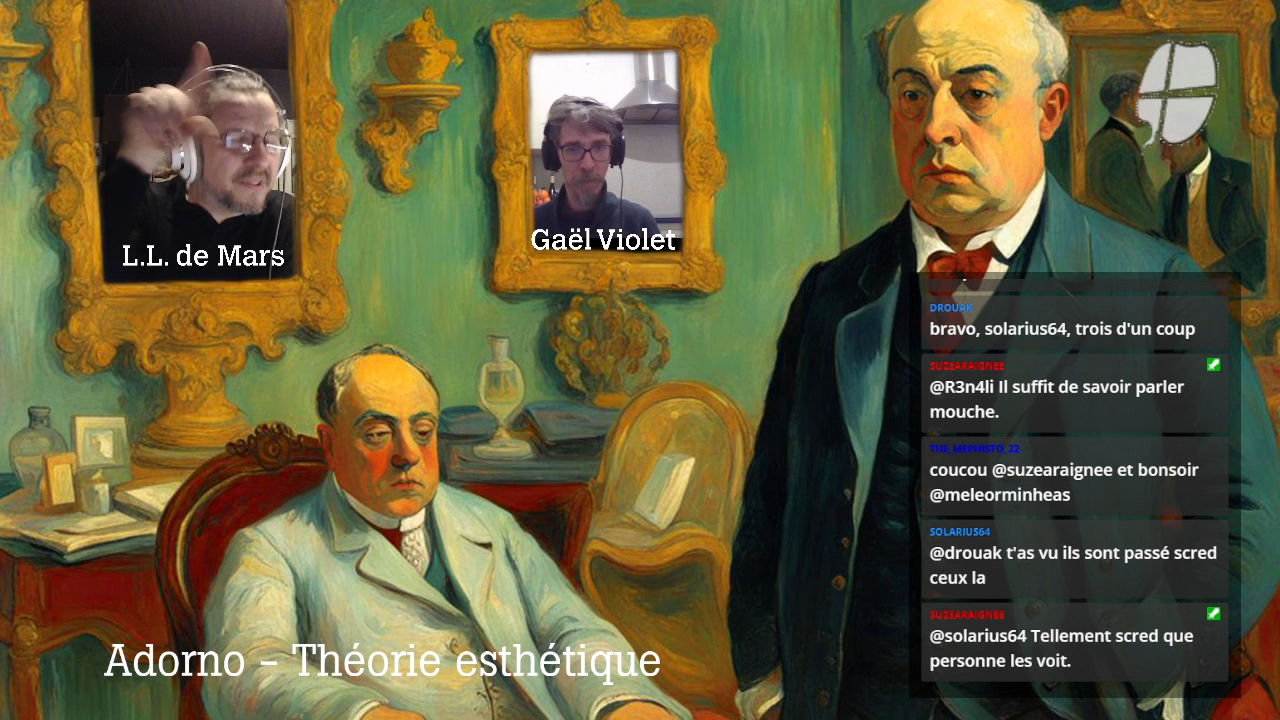 L.L. de Mars
Gaël Violet
DROUAK
bravo, solarius64, trois d'un coup
SUZEARAIGNEE
@R3n4li Il suffit de savoir parler
mouche.
THE_MEPHISTO_22
coucou @suzearaignee et bonsoir
@meleorminheas
SOLARIUS64
@drouak t'as vu ils sont passé scred
ceux la
SUZEARAIGNEE
@solarius64 Tellement scred que
personne les voit.
Adorno – Théorie esthétique